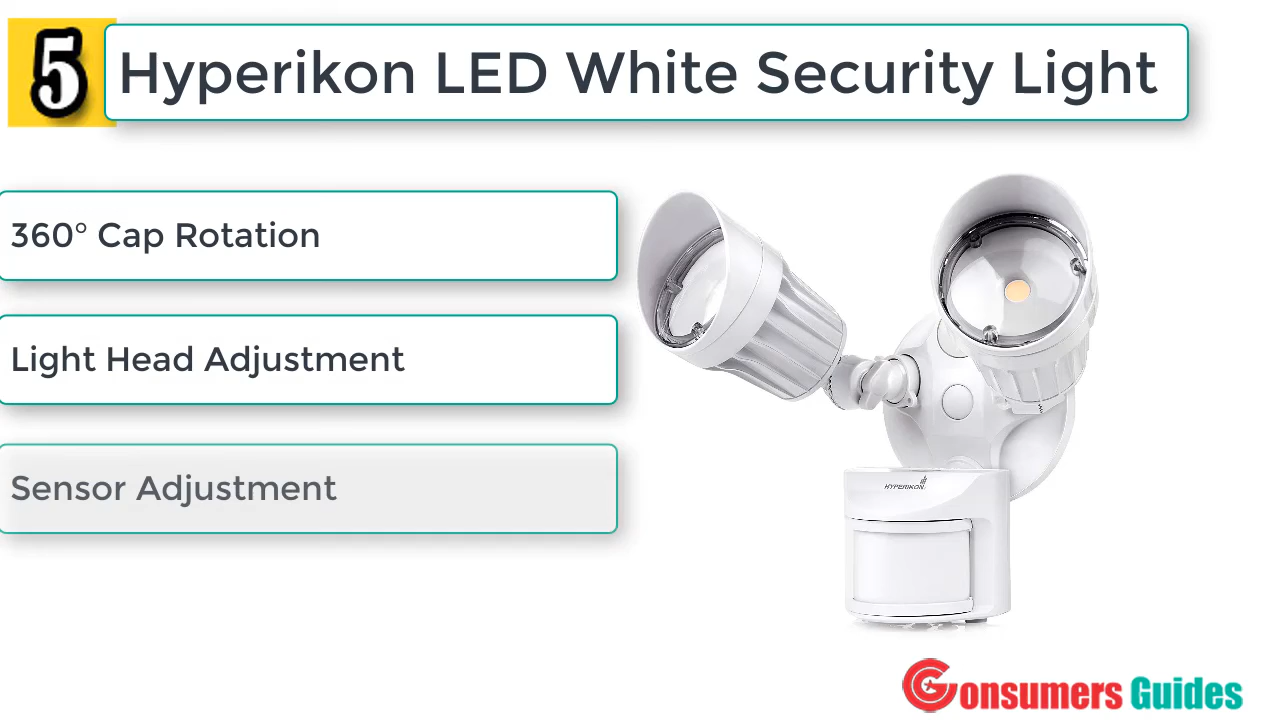 5
Hyperikon LED White Security Light
360° Cap Rotation
Light Head Adjustment
Sensor Adjustment
HYPERIKON
Consumers Guides